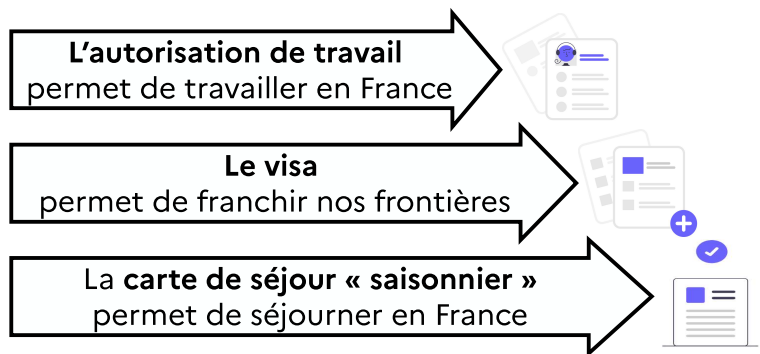 L’autorisation de travail
permet de travailler en France
Le visa
permet de franchir nos frontières
La carte de séjour « saisonnier »
permet de séjourner en France